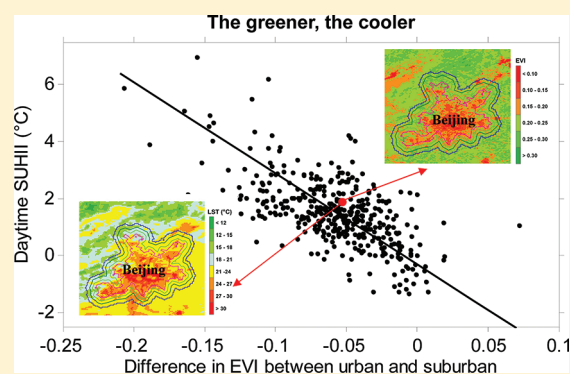 The greener, the cooler
Daytime SUHII (°C)
6
4
2
0
-2
-0.25 -0.2 -0.15 -0.1 -0.05 0 0.05 0.1
Difference in EVI between urban and suburban
Beijing
EVI
< 0.10
0.10 - 0.15
0.15 - 0.20
0.20 - 0.25
0.25 - 0.30
> 0.30
Beijing
LST (°C)
< 12
12 - 15
15 - 18
18 - 21
21 -24
24 - 27
27 - 30
> 30